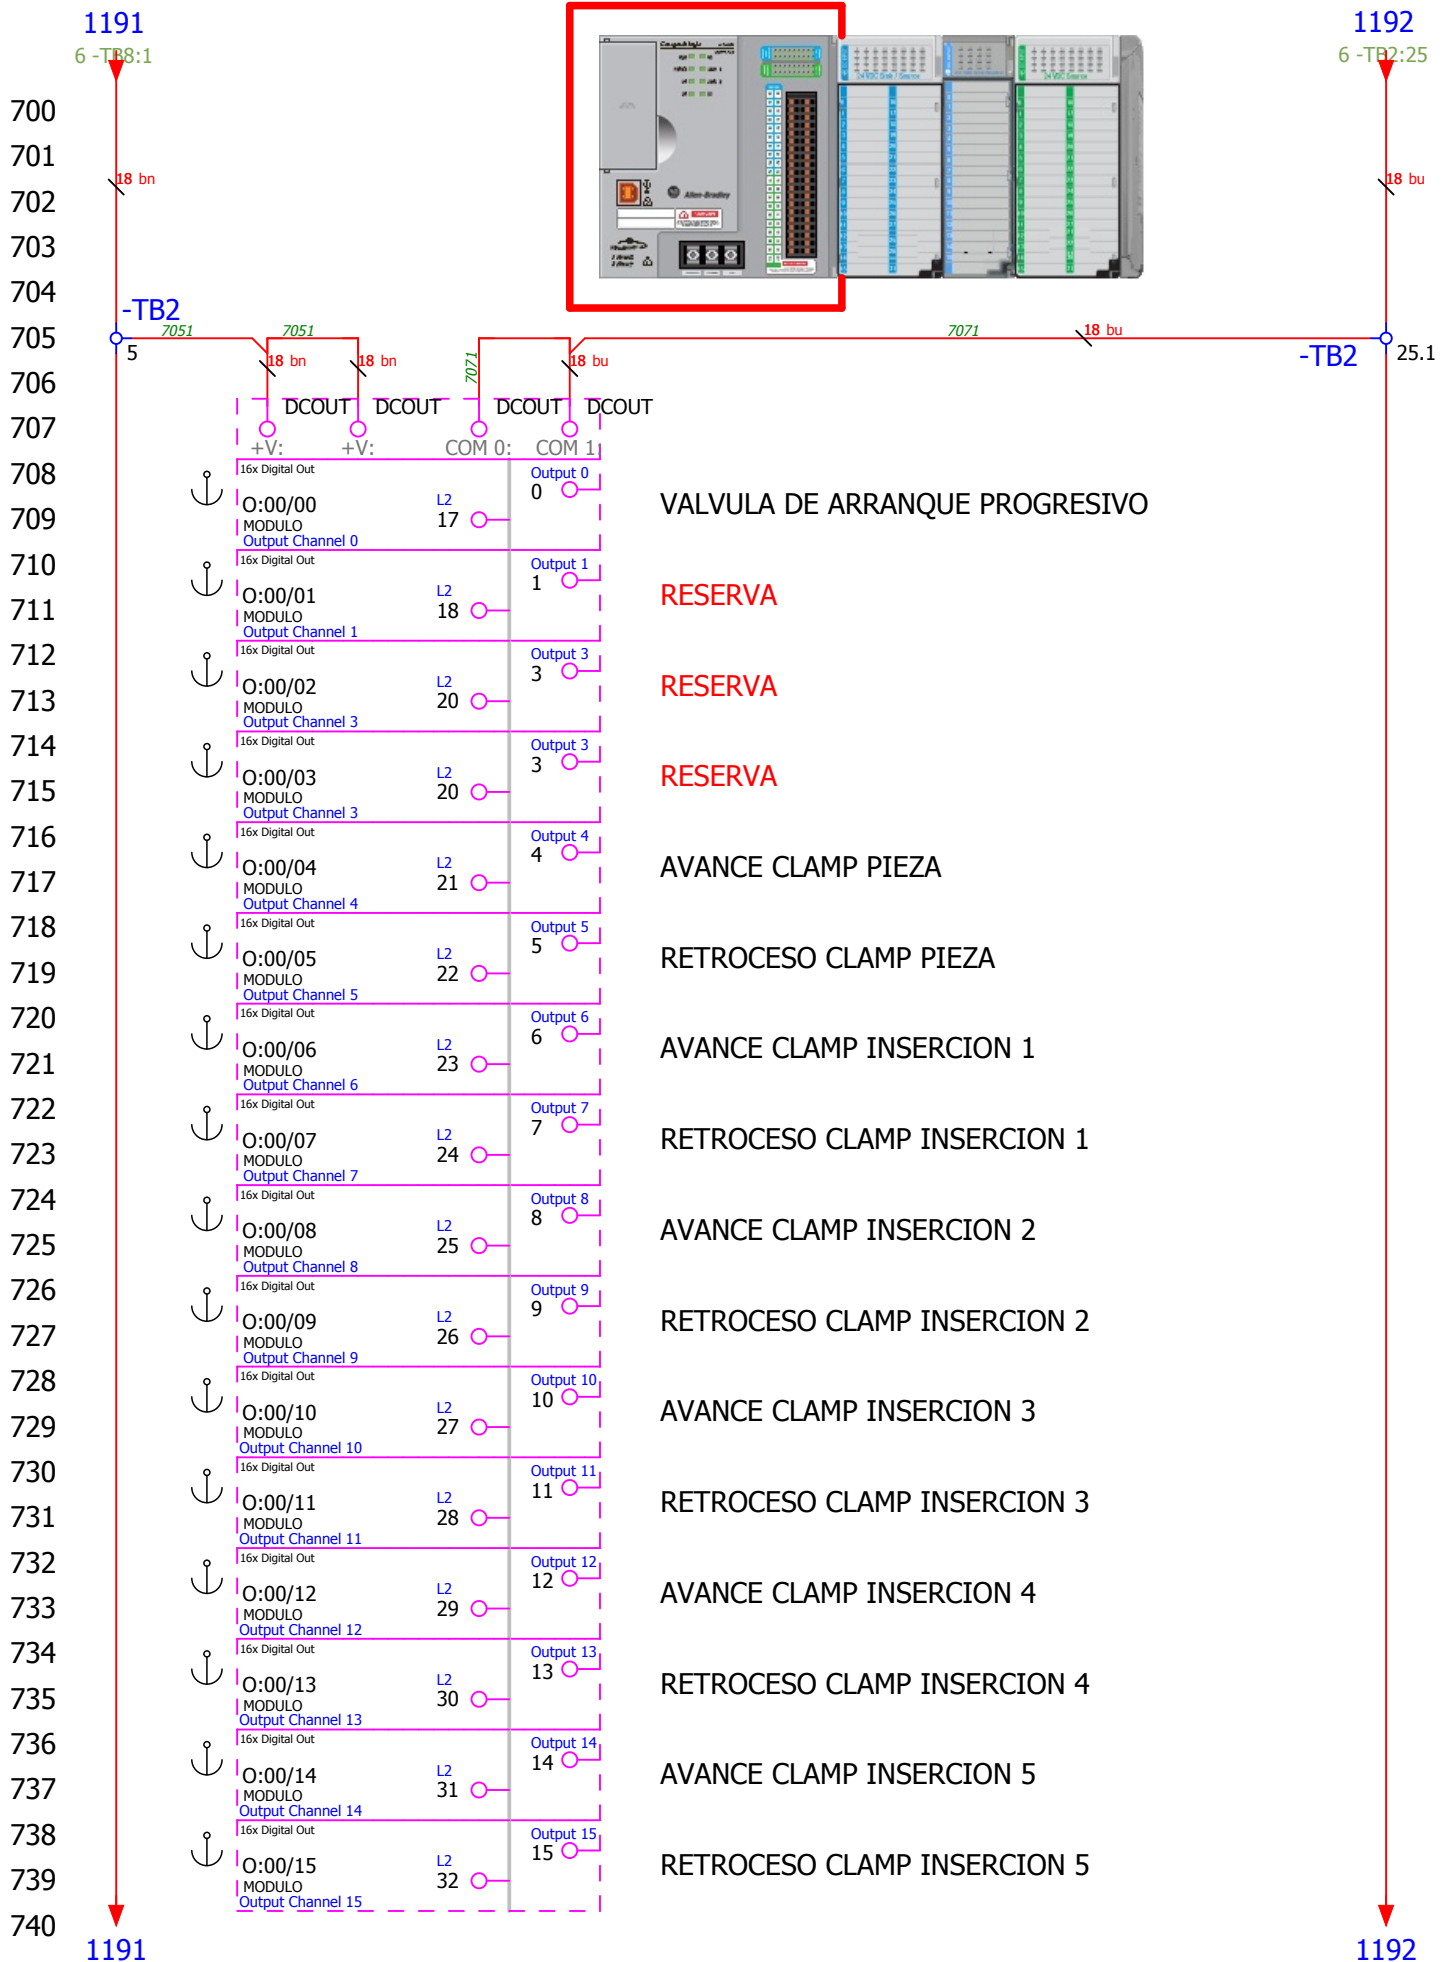 1191
1192
6 -TB8:1
6 -TB2:25
24 VDC Sink / Source
24 VDC Source
Allen-Bradley
700
701
18 bn
18 bu
702
703
704
-TB2
705
7051
7051
7071
18 bu
5
-TB2
25.1
18 bn
18 bn
7071
18 bu
706
DCOUT
DCOUT
DCOUT
DCOUT
707
+V:
+V:
COM 0:
COM 1:
708
16x Digital Out
Output 0
0
O:00/00
L2
17
VALVULA DE ARRANQUE PROGRESIVO
709
MODULO
Output Channel 0
710
16x Digital Out
Output 1
1
O:00/01
L2
18
RESERVA
711
MODULO
Output Channel 1
712
16x Digital Out
Output 3
3
O:00/02
L2
20
RESERVA
713
MODULO
Output Channel 3
714
16x Digital Out
Output 3
3
O:00/03
L2
20
RESERVA
715
MODULO
Output Channel 3
716
16x Digital Out
Output 4
4
O:00/04
L2
21
AVANCE CLAMP PIEZA
717
MODULO
Output Channel 4
718
16x Digital Out
Output 5
5
O:00/05
L2
22
RETROCESO CLAMP PIEZA
719
MODULO
Output Channel 5
720
16x Digital Out
Output 6
6
O:00/06
L2
23
AVANCE CLAMP INSERCION 1
721
MODULO
Output Channel 6
722
16x Digital Out
Output 7
7
O:00/07
L2
24
RETROCESO CLAMP INSERCION 1
723
MODULO
Output Channel 7
724
16x Digital Out
Output 8
8
O:00/08
L2
25
AVANCE CLAMP INSERCION 2
725
MODULO
Output Channel 8
726
16x Digital Out
Output 9
9
O:00/09
L2
26
RETROCESO CLAMP INSERCION 2
727
MODULO
Output Channel 9
728
16x Digital Out
Output 10
10
O:00/10
L2
27
AVANCE CLAMP INSERCION 3
729
MODULO
Output Channel 10
730
16x Digital Out
Output 11
11
O:00/11
L2
28
RETROCESO CLAMP INSERCION 3
731
MODULO
Output Channel 11
732
16x Digital Out
Output 12
12
O:00/12
L2
29
AVANCE CLAMP INSERCION 4
733
MODULO
Output Channel 12
734
16x Digital Out
Output 13
13
O:00/13
L2
30
RETROCESO CLAMP INSERCION 4
735
MODULO
Output Channel 13
736
16x Digital Out
Output 14
14
O:00/14
L2
31
AVANCE CLAMP INSERCION 5
737
MODULO
Output Channel 14
738
16x Digital Out
Output 15
15
O:00/15
L2
32
RETROCESO CLAMP INSERCION 5
739
MODULO
Output Channel 15
740
1191
1192